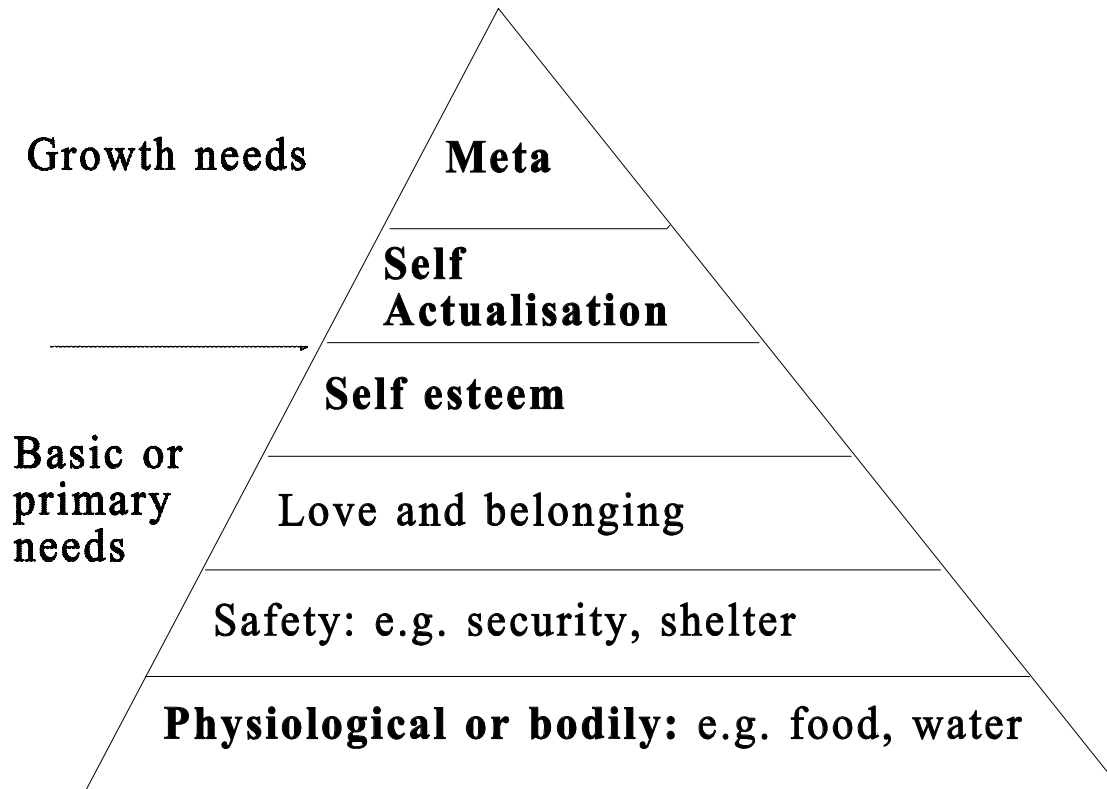 Growth needs
Meta
Self
Actualisation
Self esteem
Basic or
primary
needs
Love and belonging
Safety: e.g. security, shelter
Physiological or bodily: e.g. food, water